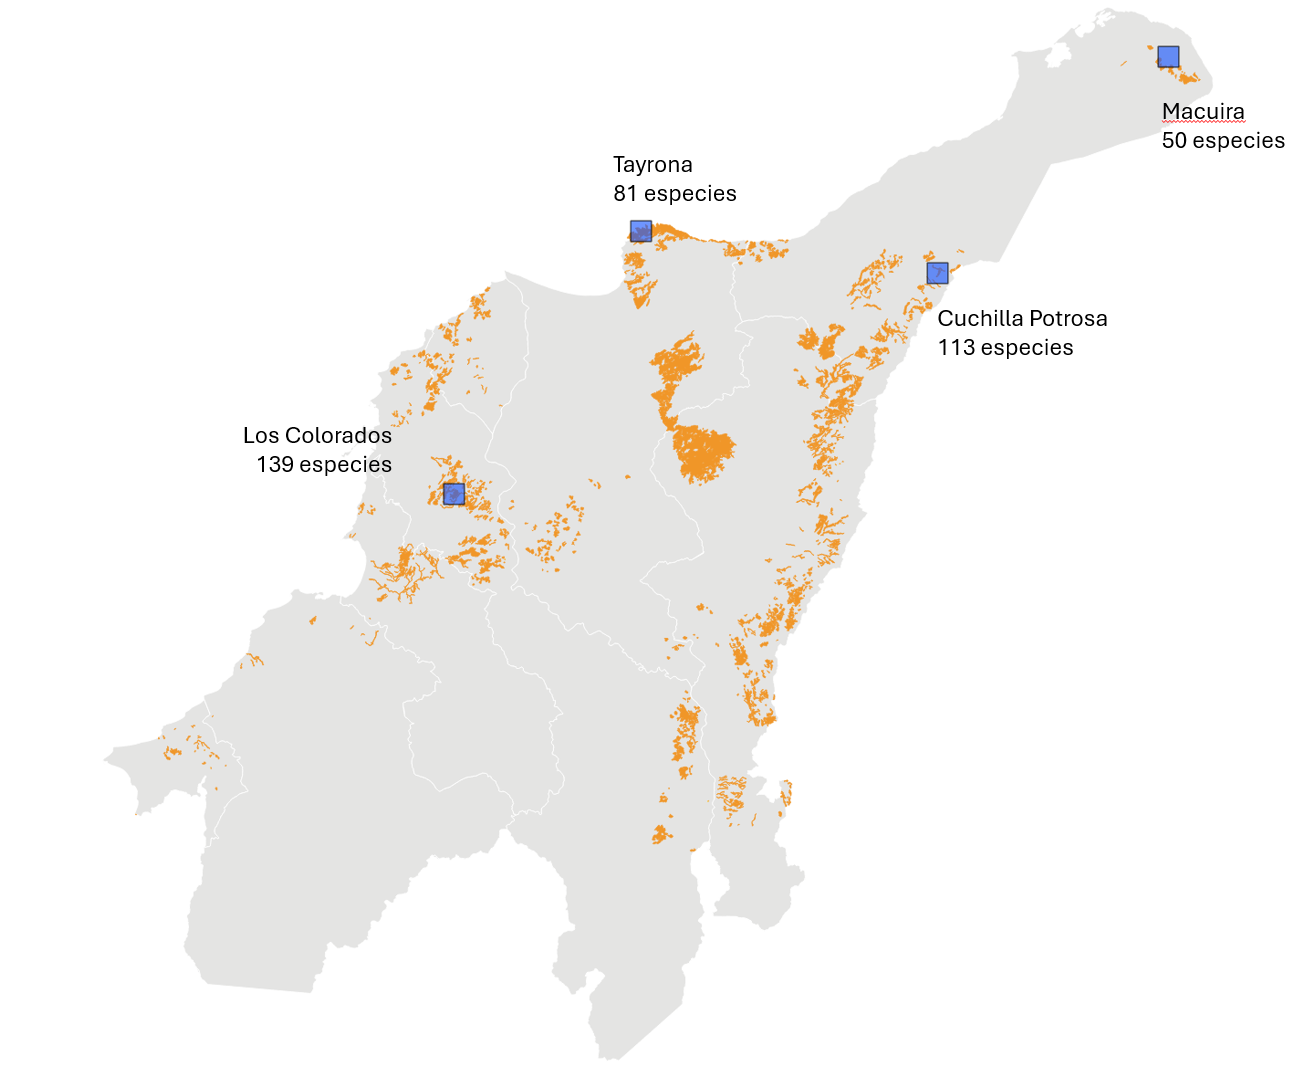 Macuira
50 especies
Tayrona
81 especies
Cuchilla Potrosa
113 especies
Los Colorados
139 especies